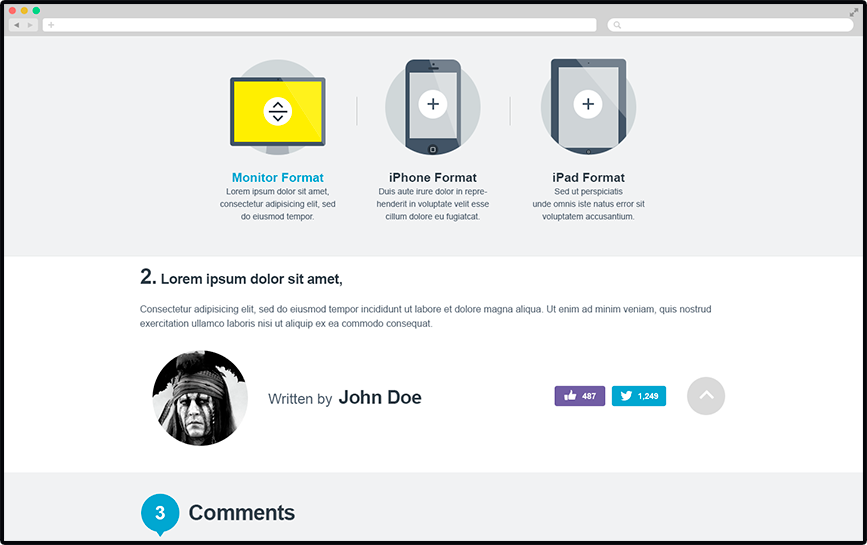 Monitor Format
Lorem ipsum dolor sit amet,
consectetur adipisicing elit, sed
do eiusmod tempor.
iPhone Format
Duis aute irure dolor in repre-
henderit in voluptate velit esse
cillum dolore eu fugiatcat.
iPad Format
Sed ut perspiciatis
unde omnis iste natus error sit
voluptatem accusantium.
2. Lorem ipsum dolor sit amet,
Consectetur adipisicing elit, sed do eiusmod tempor incididunt ut labore et dolore magna aliqua. Ut enim ad minim veniam, quis nostrud
exercitation ullamco laboris nisi ut aliquip ex ea commodo consequat.
Written by John Doe
487
1,249
3 Comments